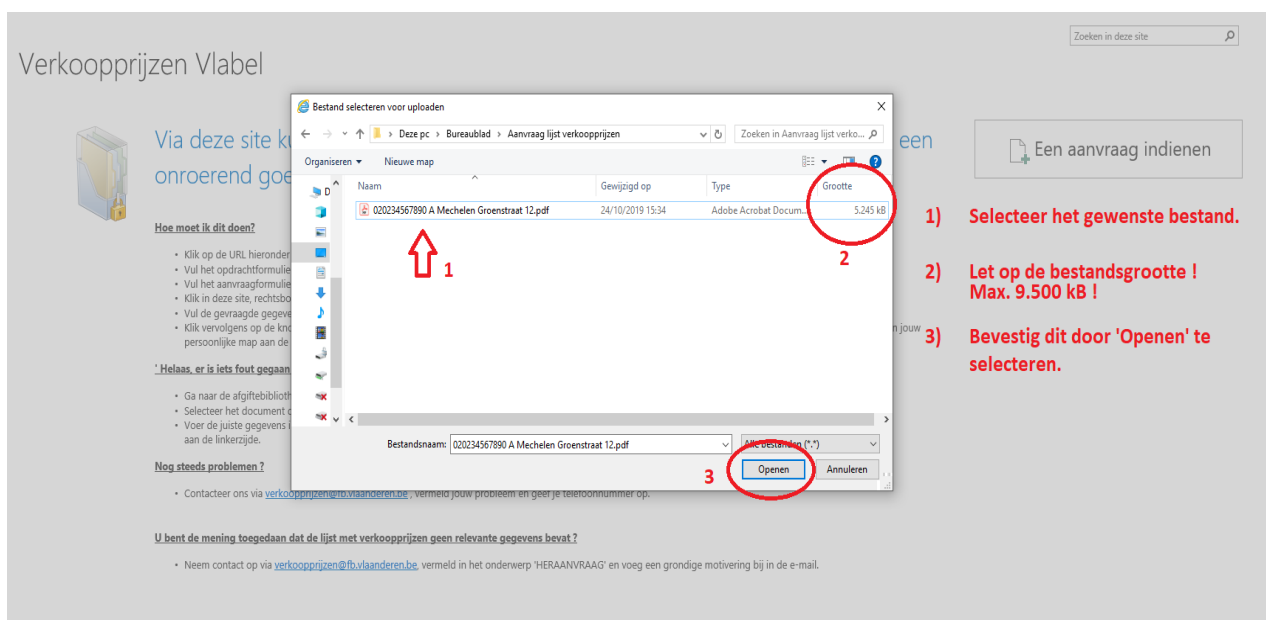 Zoeken in deze site
Verkoopprijzen Vlabel
Bestand selecteren voor uploaden
Deze pc › Bureaublad › Aanvraag lijst verkoopprijzen
Zoeken in Aanvraag lijst verko...
Via deze site ku
een
onroerend goe
Een aanvraag indienen
Organiseren
Nieuwe map
D
Naam
Gewijzigd op
Type
Grootte
020234567890 A Mechelen Groenstraat 12.pdf
24/10/2019 15:34
Adobe Acrobat Docum...
5.245 kB
1
2
1) Selecteer het gewenste bestand.
2) Let op de bestandsgrootte !
Max. 9.500 kB !
3) Bevestig dit door 'Openen' te
selecteren.
Hoe moet ik dit doen?
• Klik op de URL hieronder
• Vul het opdrachtformulie
• Vul het aanvraagformulie
• Klik in deze site, rechtsbo
• Vul de gevraagde gegeve
• Klik vervolgens op de kno
n jouw
persoonlijke map aan de
' Helaas, er is iets fout gegaan
• Ga naar de afgiftebiblioth
• Selecteer het document o
• Voer de juiste gegevens i
aan de linkerzijde.
Bestandsnaam:
020234567890 A Mechelen Groenstraat 12.pdf
Alle bestanden (*.*)
3
Openen
Annuleren
Nog steeds problemen ?
• Contacteer ons via verkoopprijzen@fb.vlaanderen.be , vermeld jouw probleem en geef je telefoonnummer op.
U bent de mening toegedaan dat de lijst met verkoopprijzen geen relevante gegevens bevat ?
• Neem contact op via verkoopprijzen@fb.vlaanderen.be, vermeld in het onderwerp 'HERAANVRAAG' en voeg een grondige motivering bij in de e-mail.